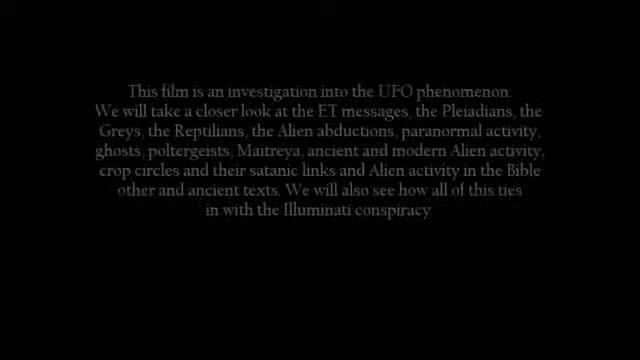 This film is an investigation into the UFO phenomenon.
We will take a closer look at the ET messages, the Pleiadians, the
Greys, the Reptilians, the Alien abductions, paranormal activity,
ghosts, poltergeists, Maitreya, ancient and modern Alien activity,
crop circles and their satanic links and Alien activity in the Bible
other and ancient texts. We will also see how all of this ties
in with the Illuminati conspiracy.